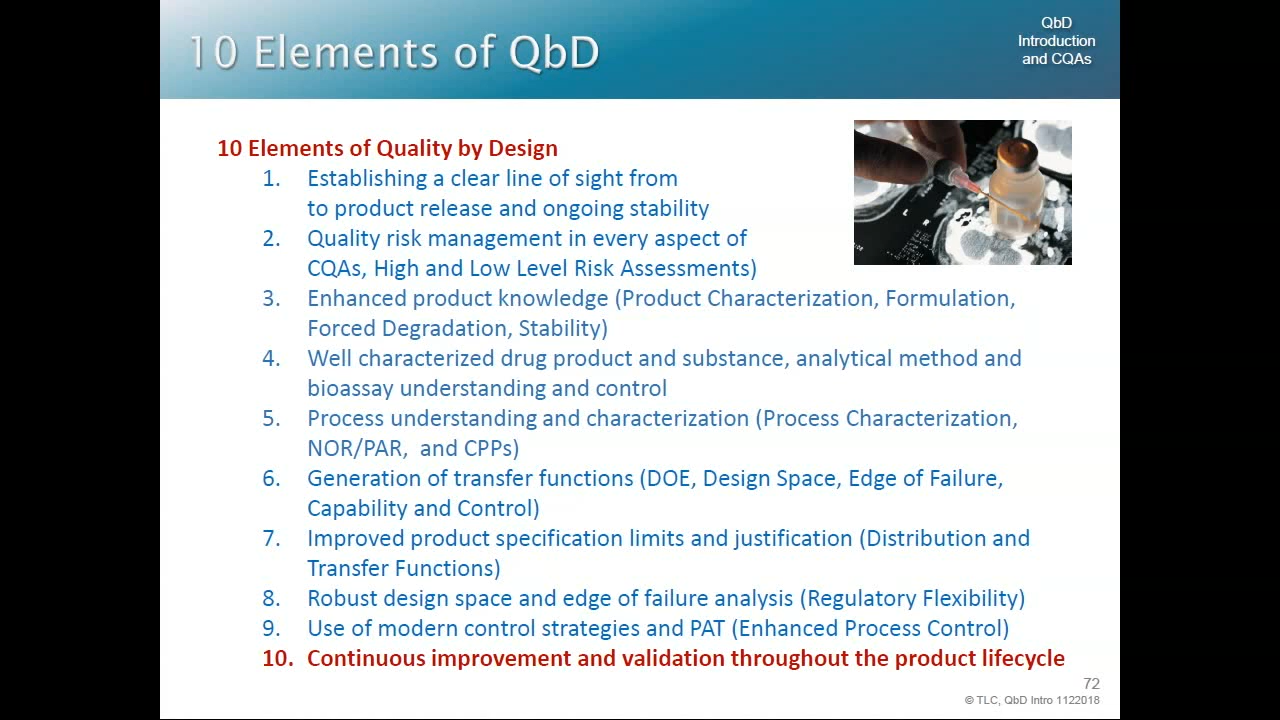 10 Elements of QbD
QbD
Introduction
and CQAs
10 Elements of Quality by Design
1. Establishing a clear line of sight from
to product release and ongoing stability
2. Quality risk management in every aspect of
CQAs, High and Low Level Risk Assessments)
3. Enhanced product knowledge (Product Characterization, Formulation,
Forced Degradation, Stability)
4. Well characterized drug product and substance, analytical method and
bioassay understanding and control
5. Process understanding and characterization (Process Characterization,
NOR/PAR, and CPPs)
6. Generation of transfer functions (DOE, Design Space, Edge of Failure,
Capability and Control)
7. Improved product specification limits and justification (Distribution and
Transfer Functions)
8. Robust design space and edge of failure analysis (Regulatory Flexibility)
9. Use of modern control strategies and PAT (Enhanced Process Control)
10. Continuous improvement and validation throughout the product lifecycle
72
© TLC, QbD Intro 1122018